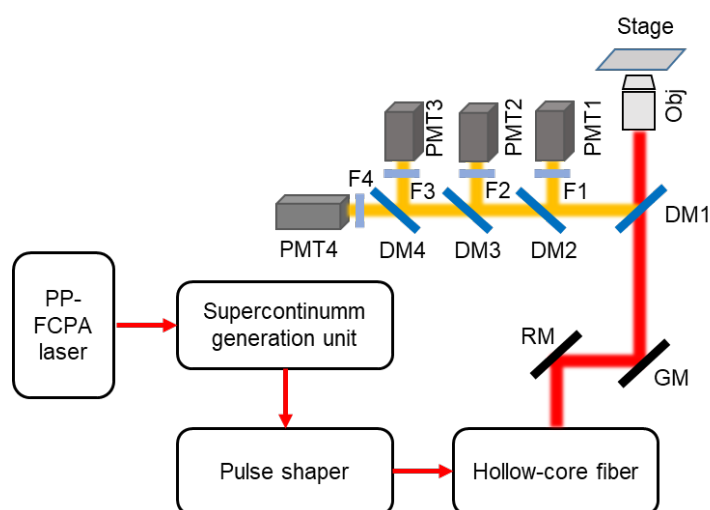 Stage
Obj
PMT3
PMT2
PMT1
F4
F3
F2
F1
DM1
PMT4
DM4
DM3
DM2
PP-
FCPA
laser
Supercontinumm
generation unit
RM
GM
Pulse shaper
Hollow-core fiber